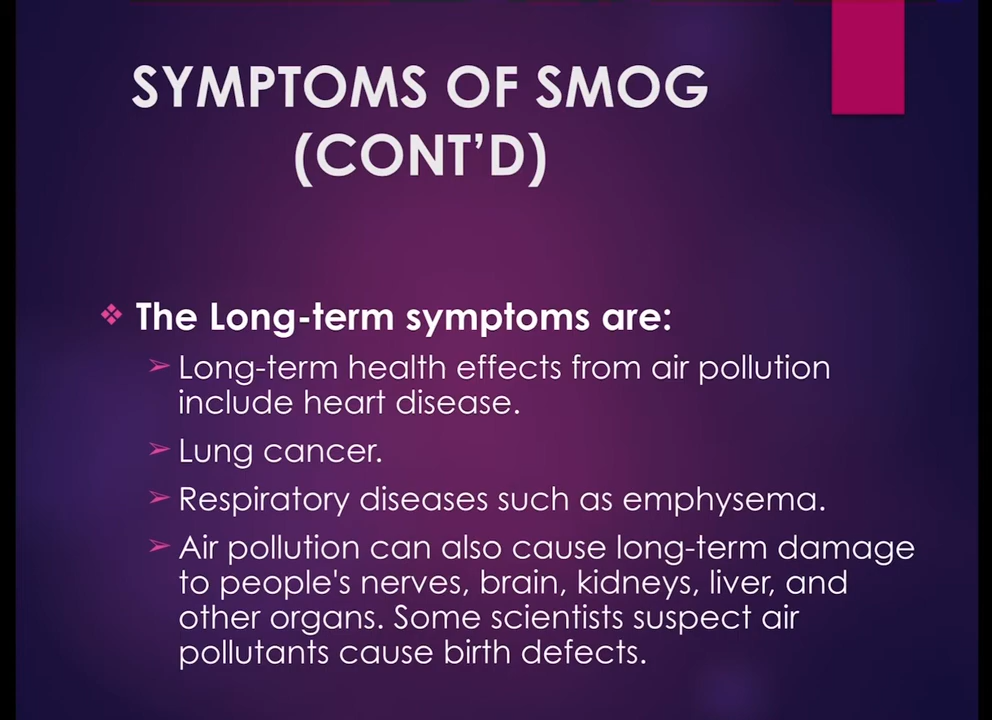 SYMPTOMS OF SMOG
(CONT’D)
❖ The Long-term symptoms are:
➢ Long-term health effects from air pollution
include heart disease.
➢ Lung cancer.
➢ Respiratory diseases such as emphysema.
➢ Air pollution can also cause long-term damage
to people's nerves, brain, kidneys, liver, and
other organs. Some scientists suspect air
pollutants cause birth defects.